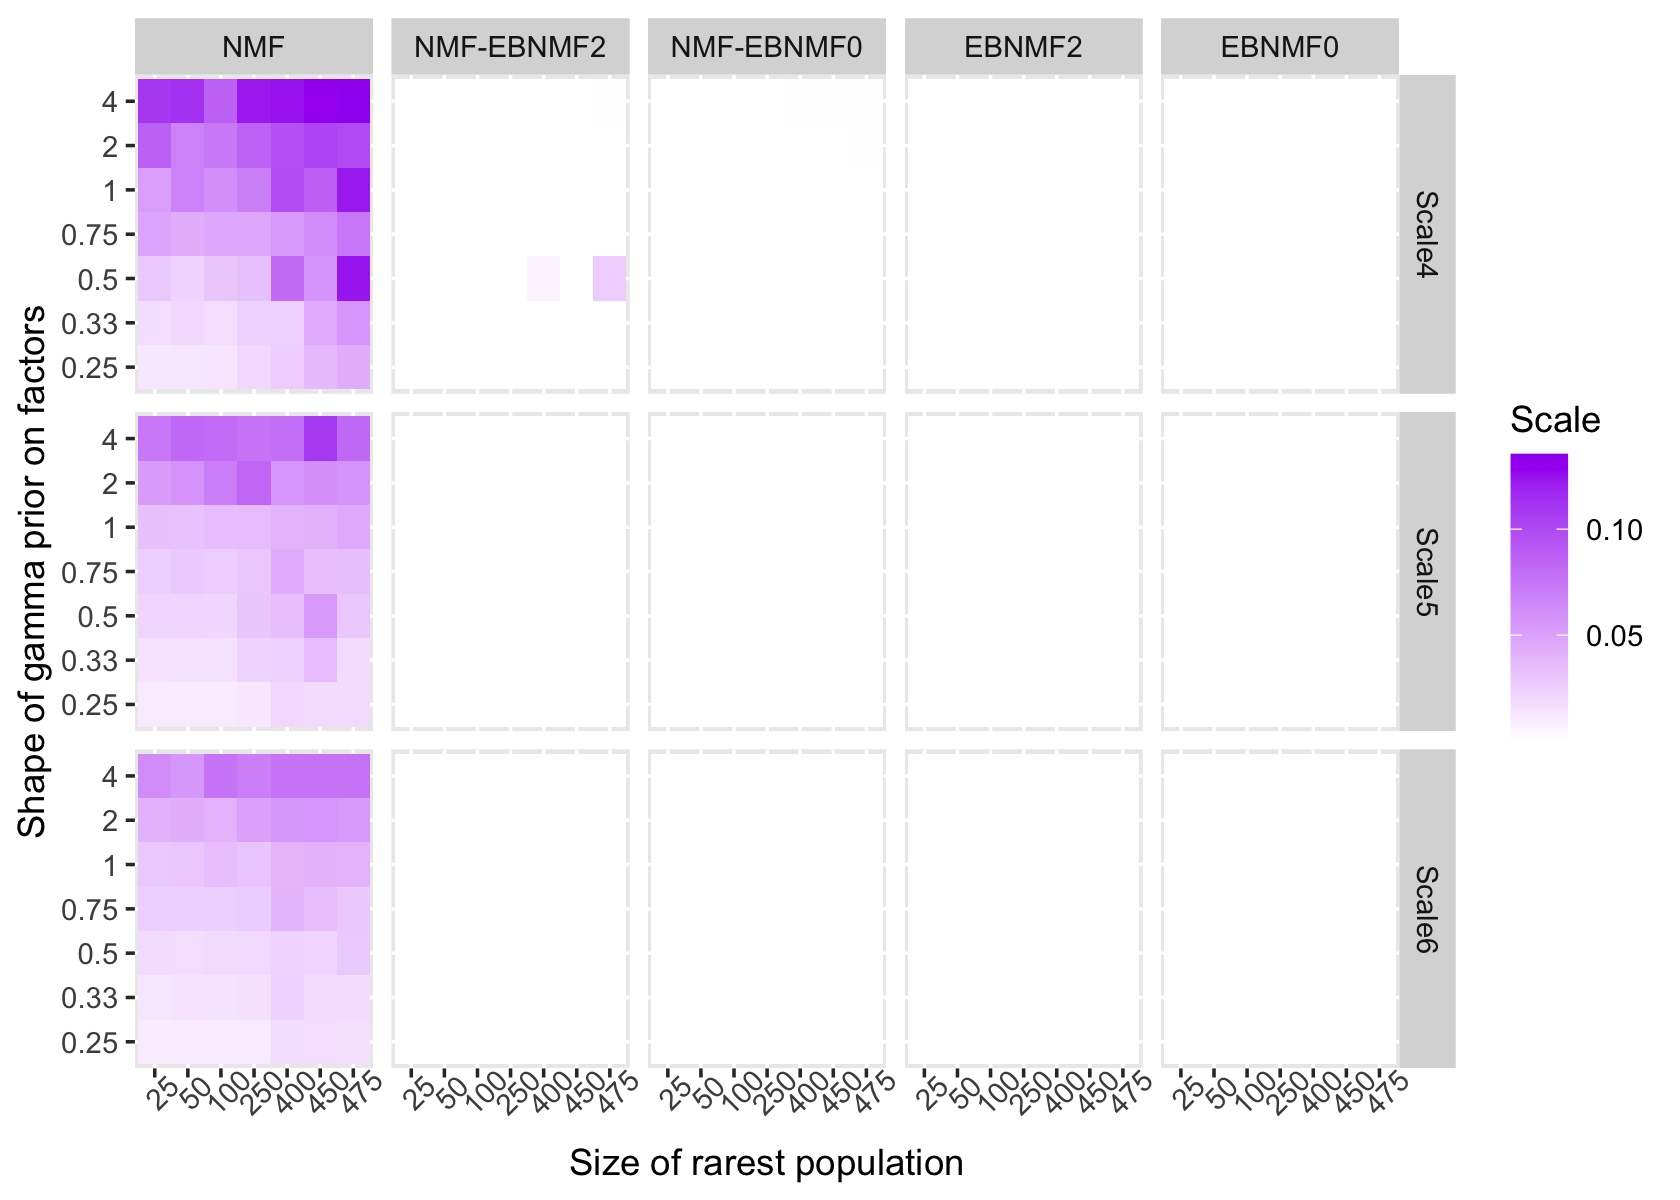 NMF NMF-EBNMF2 NMF-EBNMF0 EBNMF2 EBNMF0
Shape of gamma prior on factors
4
2
1
0.75
0.5
0.33
0.25
Scale4
4
2
1
0.75
0.5
0.33
0.25
Scale5
4
2
1
0.75
0.5
0.33
0.25
Scale6
25 50 100 250 400 450 475 25 50 100 250 400 450 475 25 50 100 250 400 450 475 25 50 100 250 400 450 475 25 50 100 250 400 450 475
Size of rarest population
Scale
0.10
0.05